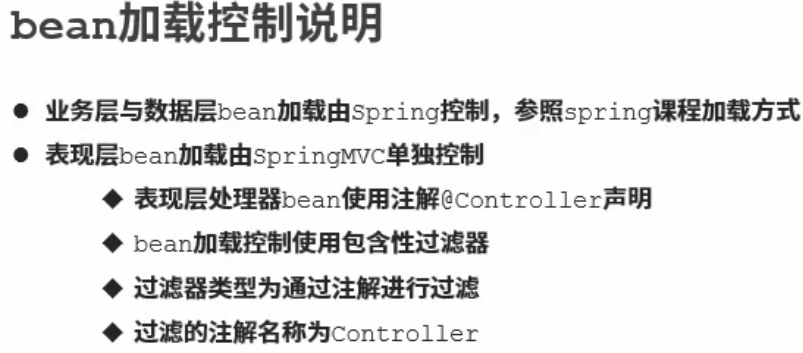 bean加载控制说明
● 业务层与数据层bean加载由Spring控制，参照spring课程加载方式
● 表现层bean加载由SpringMVC单独控制
◆ 表现层处理器bean使用注解@Controller声明
◆ bean加载控制使用包含性过滤器
◆ 过滤器类型为通过注解进行过滤
◆ 过滤的注解名称为Controller